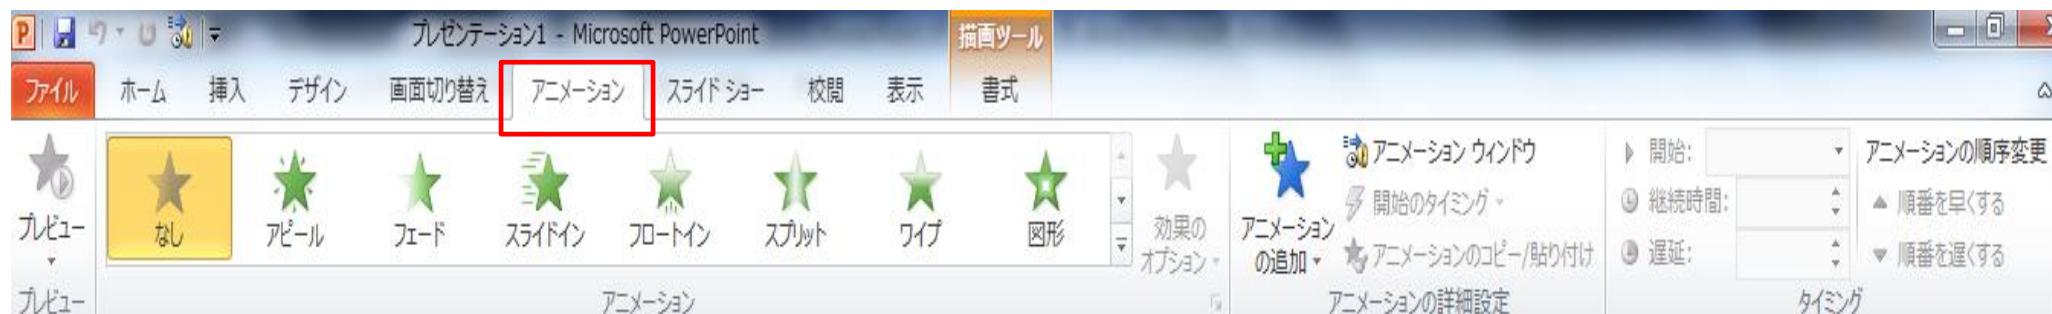 プレゼンテーション1 - Microsoft PowerPoint 描画ツール
ファイル ホーム 挿入 デザイン 画面切り替え アニメーション スライド ショー 校閲 表示 書式
プレビュー
なし アピール フェード スライドイン フロートイン スプリット ワイプ 図形
効果の
オプション
アニメーション
の追加
アニメーション ウィンドウ
開始のタイミング
アニメーションのコピー/貼り付け
開始:
継続時間:
遅延:
アニメーションの順序変更
順番を早くする
順番を遅くする
プレビュー アニメーション アニメーションの詳細設定 タイミング